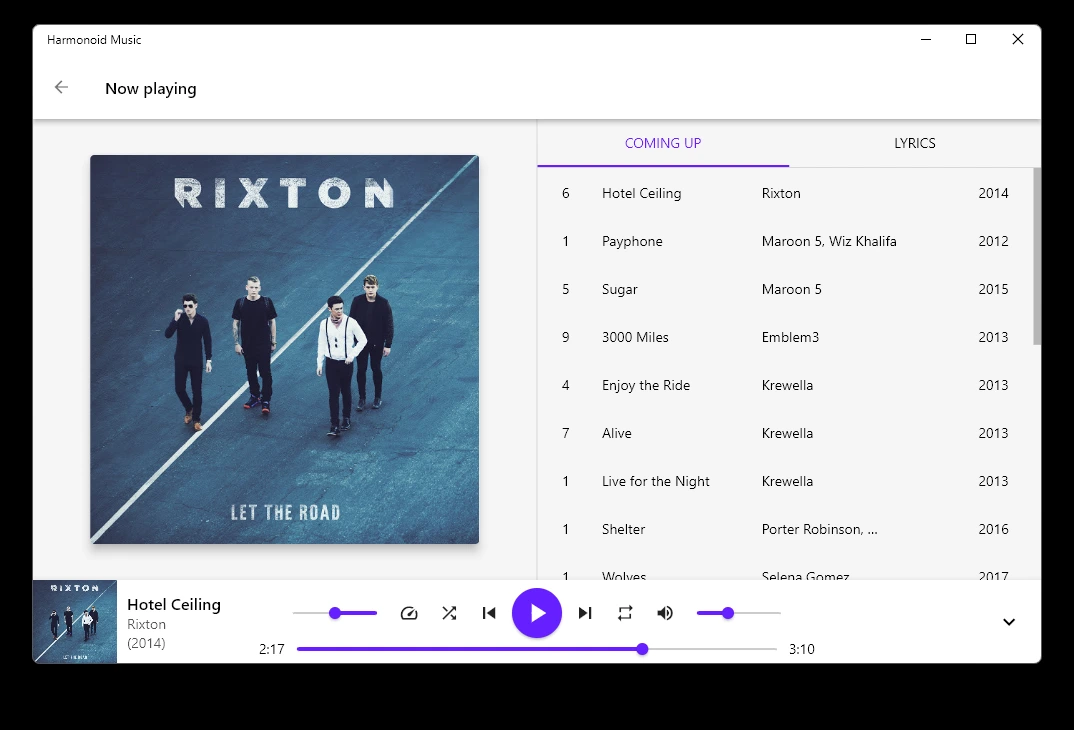 Harmonoid Music
Now playing
RIXTON
LET THE ROAD
COMING UP LYRICS
6 Hotel Ceiling Rixton 2014
1 Payphone Maroon 5, Wiz Khalifa 2012
5 Sugar Maroon 5 2015
9 3000 Miles Emblem3 2013
4 Enjoy the Ride Krewella 2013
7 Alive Krewella 2013
1 Live for the Night Krewella 2013
1 Shelter Porter Robinson, ... 2016
1 Wolves Selena Gomez 2017
RIXTON
LET THE ROAD
Hotel Ceiling
Rixton
(2014)
2:17 3:10